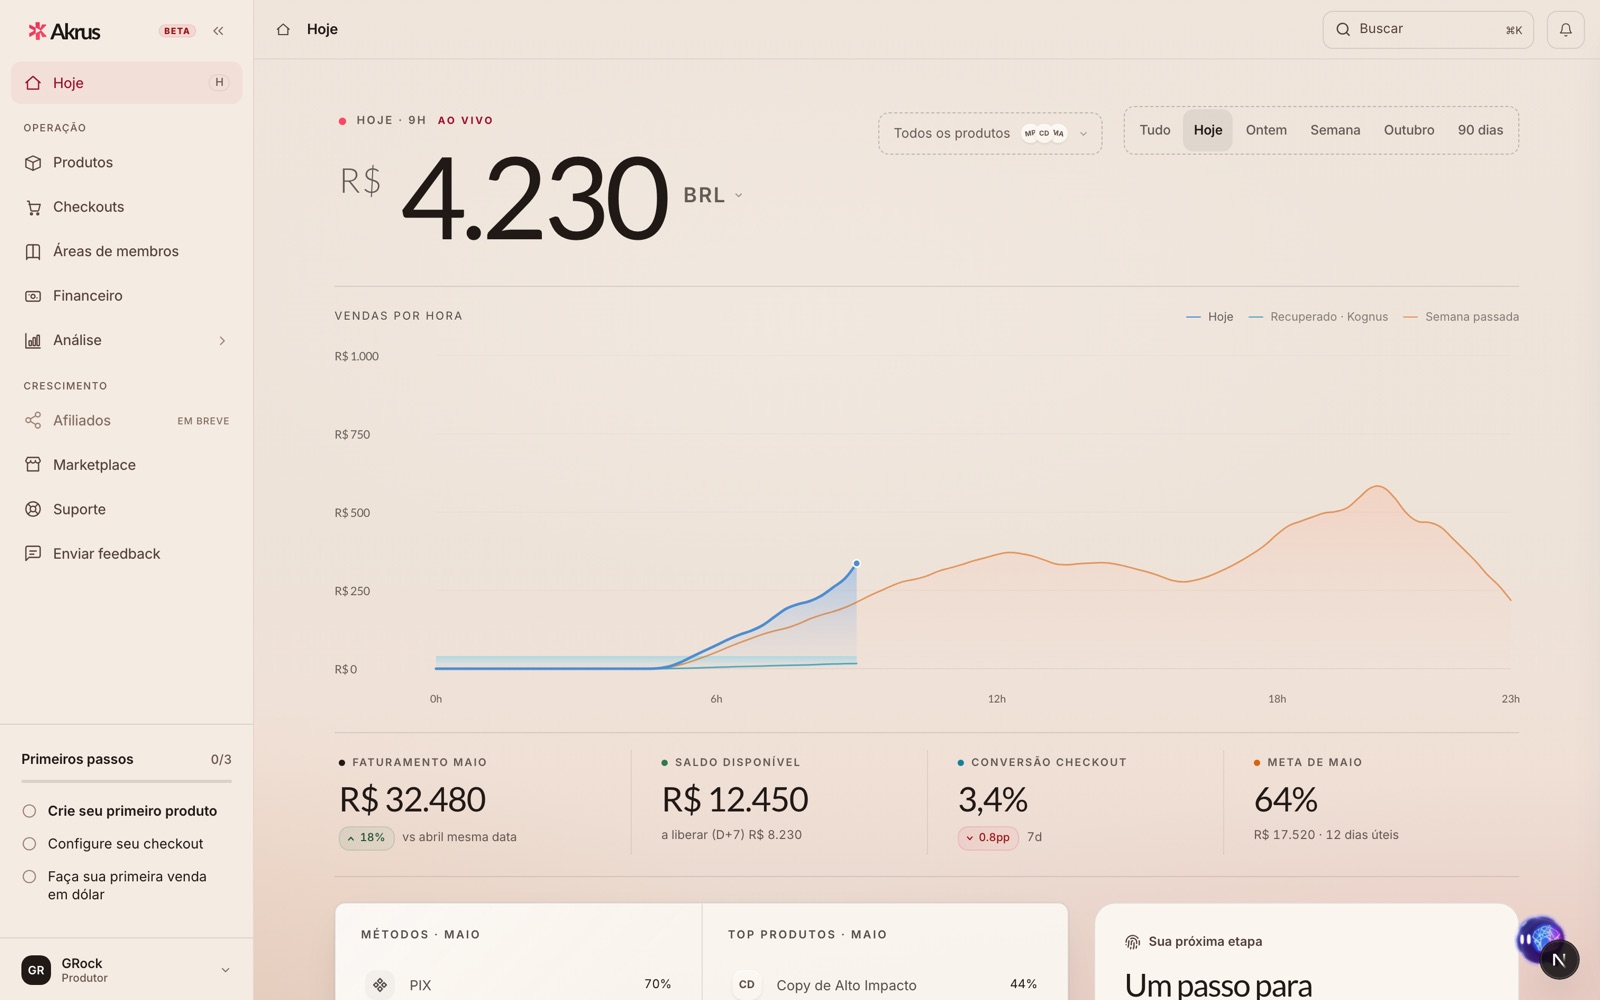 Akrus
BETA
Hoje
H
OPERAÇÃO
Produtos
Checkouts
Áreas de membros
Financeiro
Análise
CRESCIMENTO
Afiliados
EM BREVE
Marketplace
Suporte
Enviar feedback
Primeiros passos
0/3
Crie seu primeiro produto
Configure seu checkout
Faça sua primeira venda
em dólar
GR
GRock
Produtor
Hoje
Buscar
⌘K
HOJE · 9H AO VIVO
R$ 4.230 BRL
Todos os produtos
MP CD MA
Tudo
Hoje
Ontem
Semana
Outubro
90 dias
VENDAS POR HORA
Hoje
Recuperado · Kognus
Semana passada
R$ 1.000
R$ 750
R$ 500
R$ 250
R$ 0
0h
6h
12h
18h
23h
FATURAMENTO MAIO
R$ 32.480
18% vs abril mesma data
SALDO DISPONÍVEL
R$ 12.450
a liberar (D+7) R$ 8.230
CONVERSÃO CHECKOUT
3,4%
0.8pp 7d
META DE MAIO
64%
R$ 17.520 · 12 dias úteis
MÉTODOS · MAIO
PIX
70%
TOP PRODUTOS · MAIO
CD
Copy de Alto Impacto
44%
Sua próxima etapa
Um passo para
N